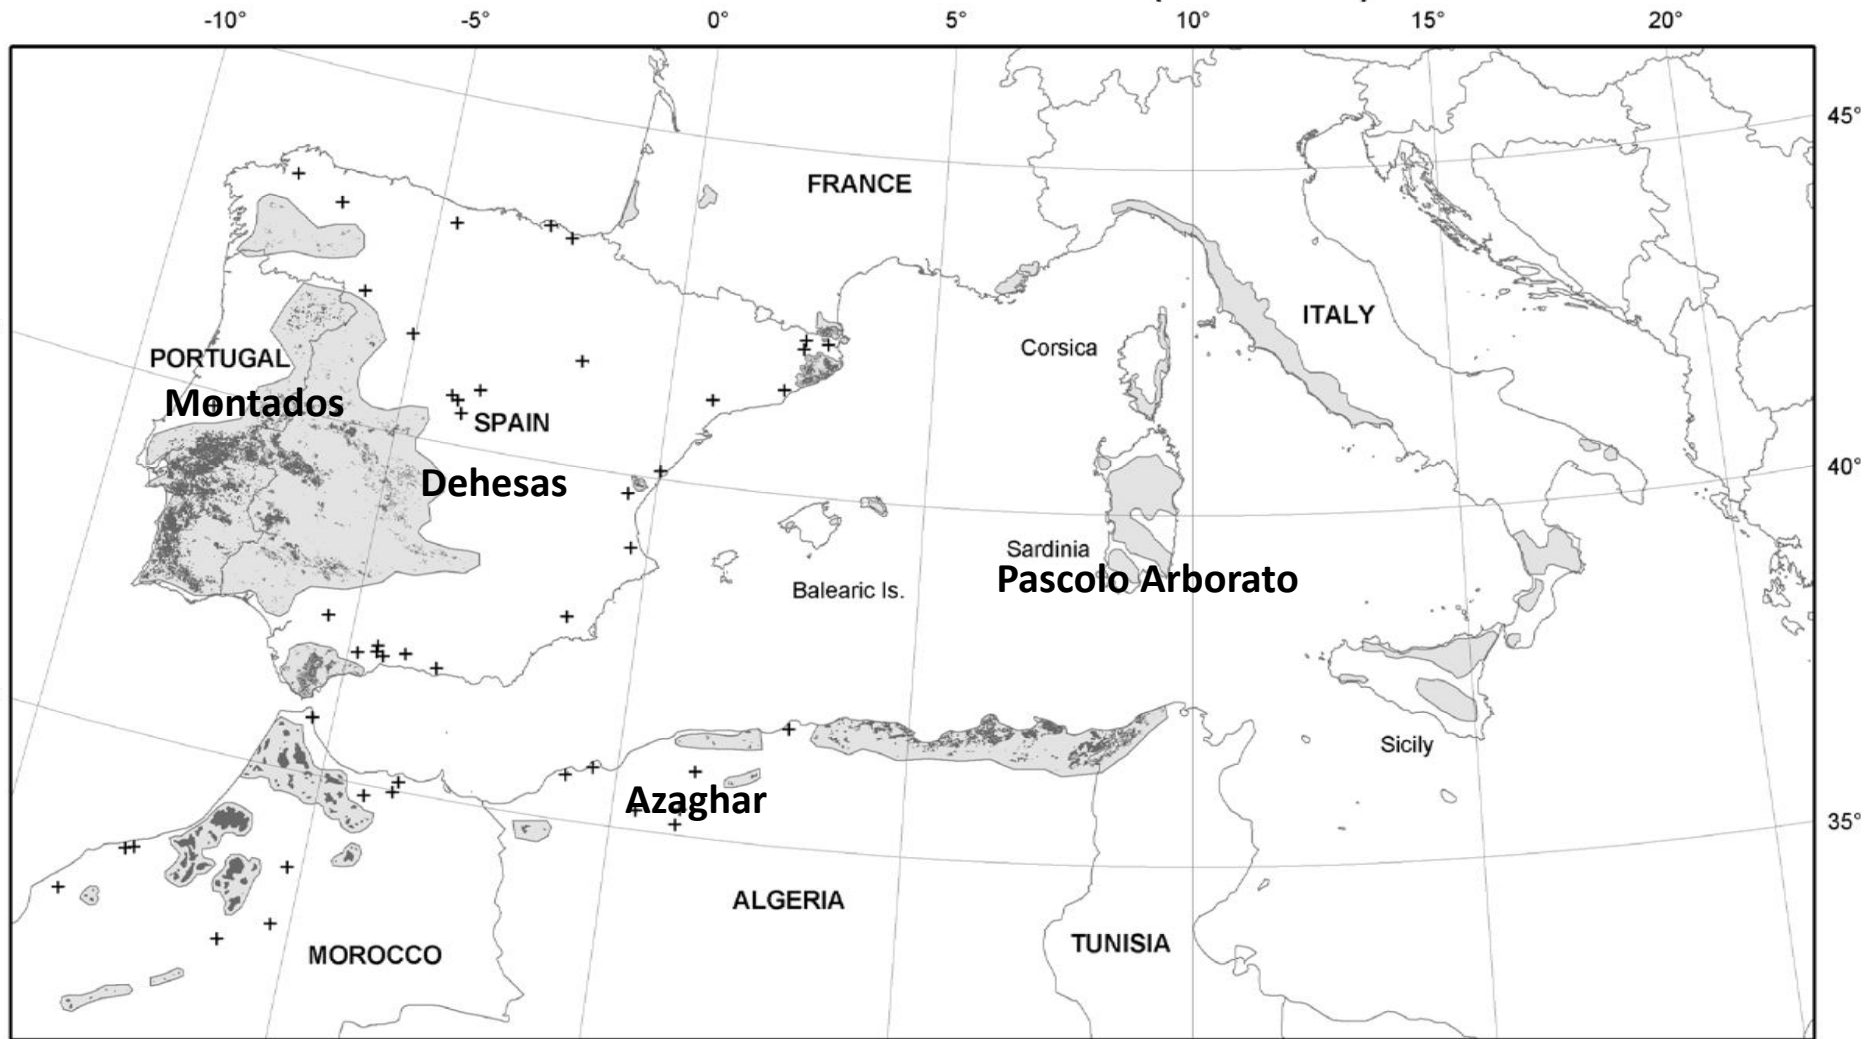 -10° -5° 0° 5° 10° 15° 20°
45°
FRANCE
ITALY
Corsica
PORTUGAL
Montados
SPAIN
40°
Dehesas
Sardinia
Pascolo Arborato
Balearic Is.
Sicily
Azaghar
35°
ALGERIA
TUNISIA
MOROCCO